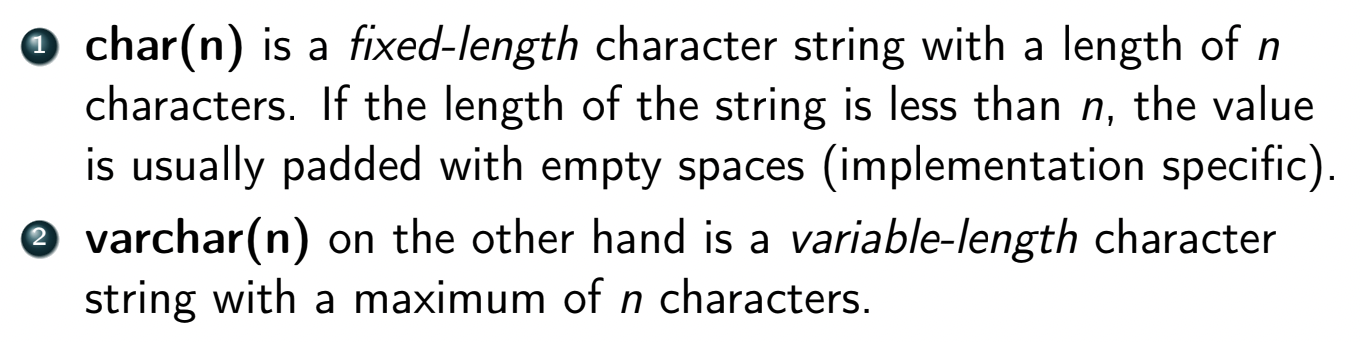 1 char(n) is a fixed-length character string with a length of n
characters. If the length of the string is less than n, the value
is usually padded with empty spaces (implementation specific).
2 varchar(n) on the other hand is a variable-length character
string with a maximum of n characters.